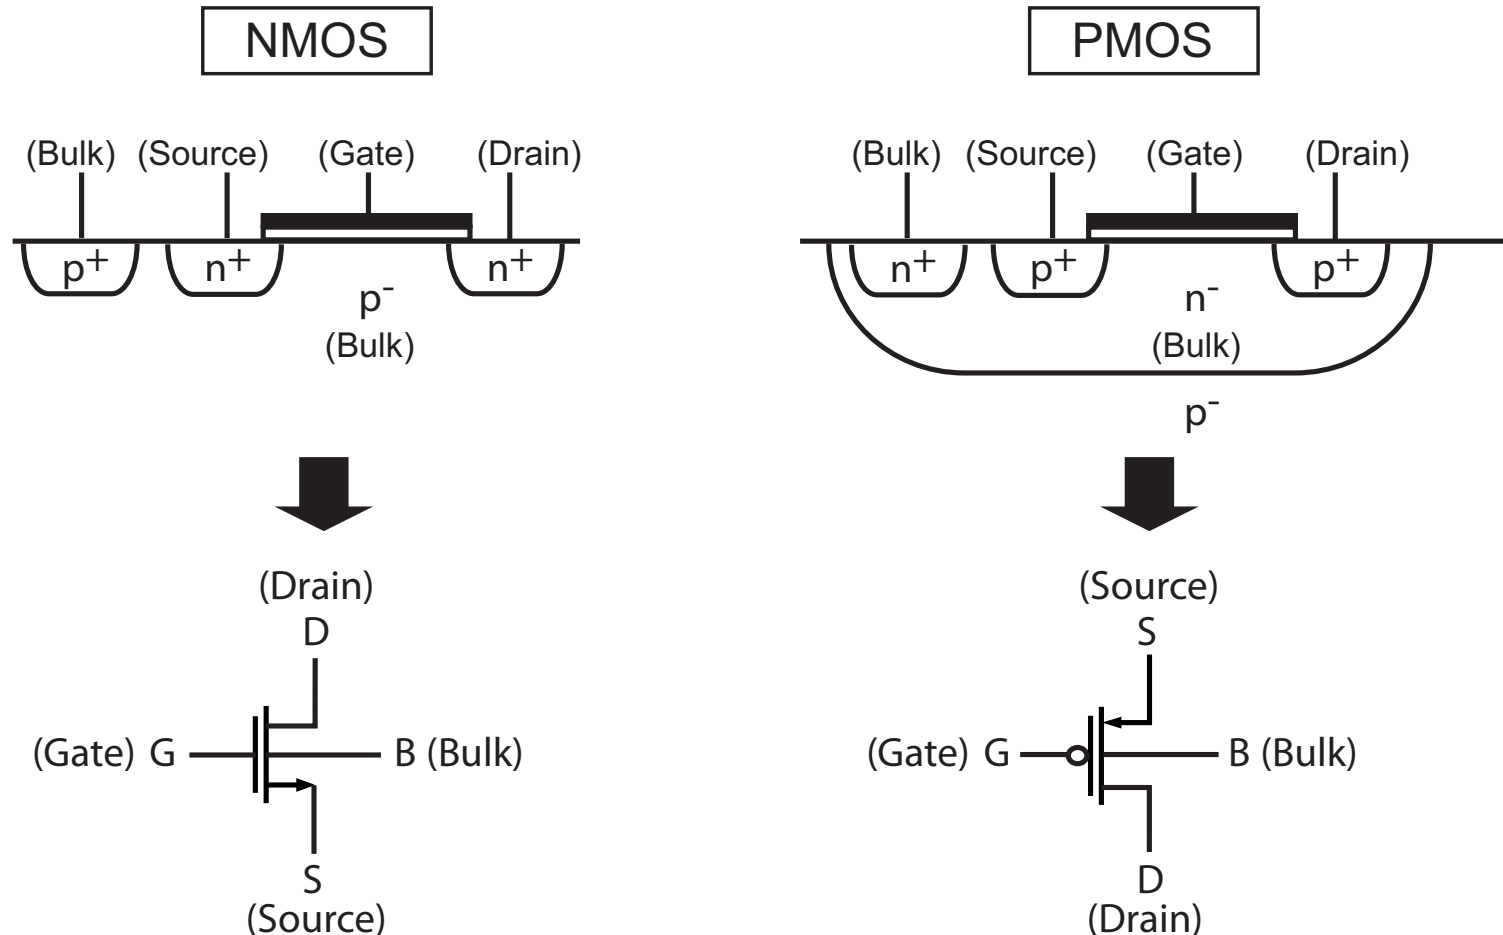 NMOS
PMOS
(Bulk) (Source) (Gate) (Drain)
(Bulk) (Source) (Gate) (Drain)
p+ n+ n+
n+ p+ p+
p-
(Bulk)
n-
(Bulk)
p-
(Drain)
D
(Gate) G
B (Bulk)
S
(Source)
(Source)
S
(Gate) G
B (Bulk)
D
(Drain)